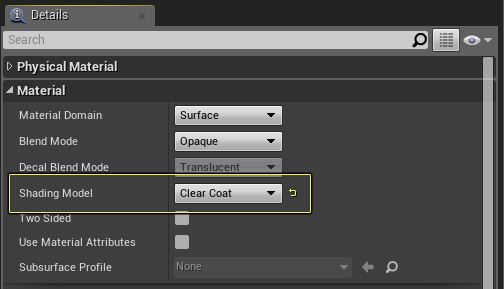 Details
Search
Physical Material
Material
Material Domain Surface
Blend Mode Opaque
Decal Blend Mode Translucent
Shading Model Clear Coat
Two Sided
Use Material Attributes
Subsurface Profile None